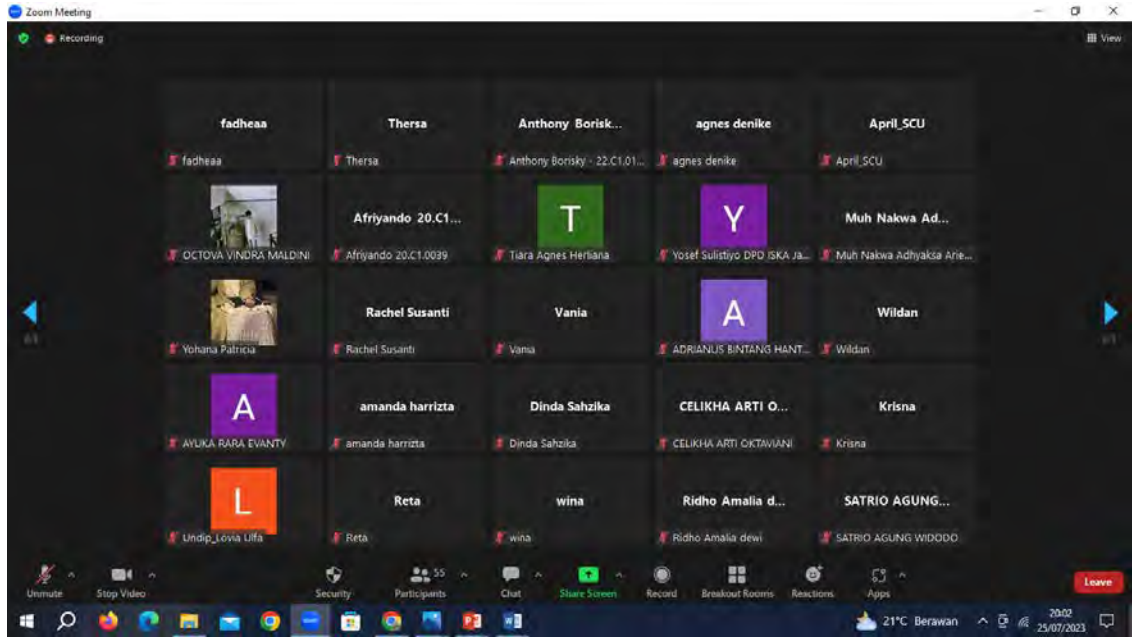 Zoom Meeting
Recording
View
fadheaa
Thersa
Anthony Borisk...
agnes denike
April_SCU
fadheaa
Thersa
Anthony Borisky - 22.C1.01...
agnes denike
April_SCU
Afriyando 20.C1...
T
Y
Muh Nakwa Ad...
OCTOVA VINDRA MALDINI
Afriyando 20.C1.0039
Tiara Agnes Herliana
Yosef Sulistiyo DPD ISKA Ja...
Muh Nakwa Adhyaksa Arie...
Rachel Susanti
Vania
A
Wildan
Yohana Patricia
Rachel Susanti
Vania
ADRIANUS BINTANG HANT...
Wildan
A
amanda harrizta
Dinda Sahzika
CELIKHA ARTI O...
Krisna
AYUKA RARA EVANTY
amanda harrizta
Dinda Sahzika
CELIKHA ARTI OKTAVIANI
Krisna
L
Reta
wina
Ridho Amalia d...
SATRIO AGUNG...
Undip_Lovia Ulfa
Reta
wina
Ridho Amalia dewi
SATRIO AGUNG WIDODO
Unmute
Stop Video
Security
Participants
55
Chat
Share Screen
Record
Breakout Rooms
Reactions
Apps
Leave
21°C Berawan
20:02
25/07/2023